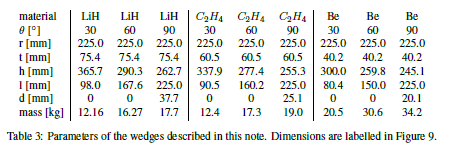 material LiH LiH LiH C₂H₄ C₂H₄ C₂H₄ Be Be Be
θ [°] 30 60 90 30 60 90 30 60 90
r [mm] 225.0 225.0 225.0 225.0 225.0 225.0 225.0 225.0 225.0
t [mm] 75.4 75.4 75.4 60.5 60.5 60.5 40.2 40.2 40.2
h [mm] 365.7 290.3 262.7 337.9 277.4 255.3 300.0 259.8 245.1
l [mm] 98.0 167.6 225.0 90.5 160.2 225.0 80.4 150.0 225.0
d [mm] 0 0 37.7 0 0 25.1 0 0 20.1
mass [kg] 12.16 16.27 17.7 12.4 17.3 19.0 20.5 30.6 34.2
Table 3: Parameters of the wedges described in this note. Dimensions are labelled in Figure 9.